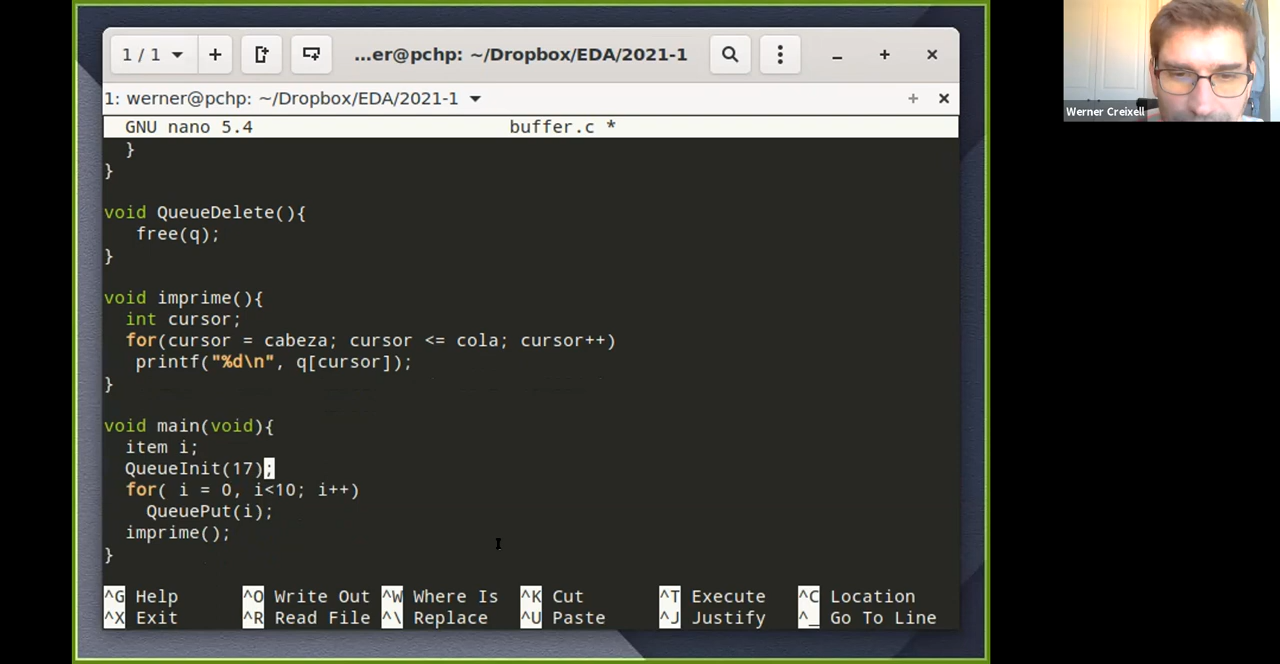 1 / 1
...er@pchp: ~/Dropbox/EDA/2021-1
1: werner@pchp: ~/Dropbox/EDA/2021-1
Werner Creixell
GNU nano 5.4 buffer.c *
}
}
void QueueDelete(){
free(q);
}
void imprime(){
int cursor;
for(cursor = cabeza; cursor <= cola; cursor++)
printf("%d\n", q[cursor]);
}
void main(void){
item i;
QueueInit(17);
for( i = 0, i<10; i++)
QueuePut(i);
imprime();
}
^G Help ^O Write Out ^W Where Is ^K Cut ^T Execute ^C Location
^X Exit ^R Read File ^\ Replace ^U Paste ^J Justify ^_ Go To Line